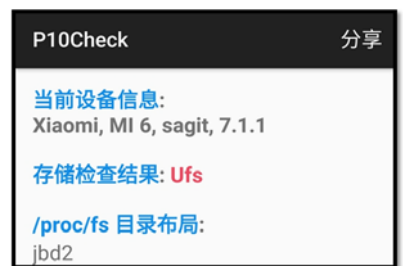 P10Check 分享
当前设备信息:
Xiaomi, MI 6, sagit, 7.1.1
存储检查结果: Ufs
/proc/fs 目录布局:
jbd2